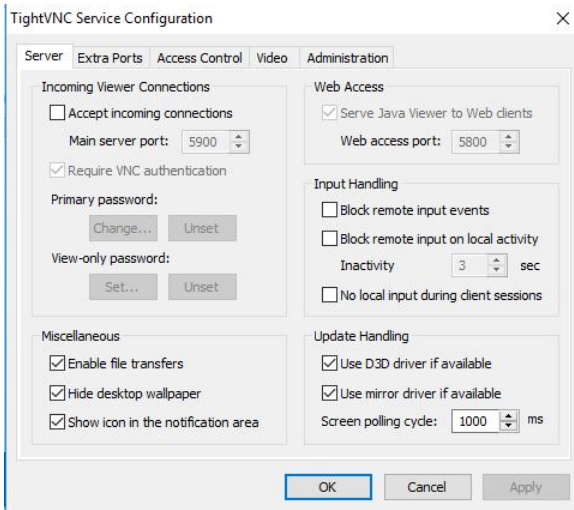 TightVNC Service Configuration
Server Extra Ports Access Control Video Administration
Incoming Viewer Connections
Accept incoming connections
Main server port: 5900
Require VNC authentication
Primary password:
Change... Unset
View-only password:
Set... Unset
Web Access
Serve Java Viewer to Web clients
Web access port: 5800
Input Handling
Block remote input events
Block remote input on local activity
Inactivity 3 sec
No local input during client sessions
Miscellaneous
Enable file transfers
Hide desktop wallpaper
Show icon in the notification area
Update Handling
Use D3D driver if available
Use mirror driver if available
Screen polling cycle: 1000 ms
OK Cancel Apply